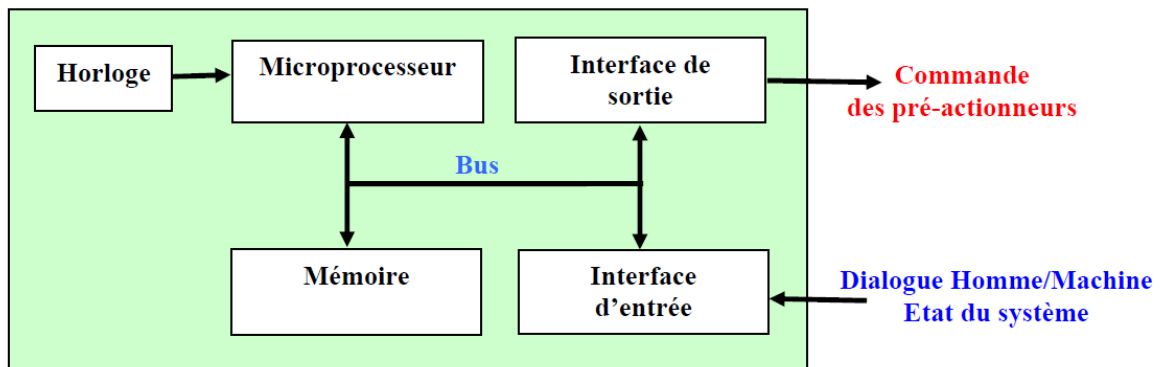 Horloge
Microprocesseur
Interface de
sortie
Commande
des pré-actionneurs
Bus
Mémoire
Interface
d’entrée
Dialogue Homme/Machine
Etat du système